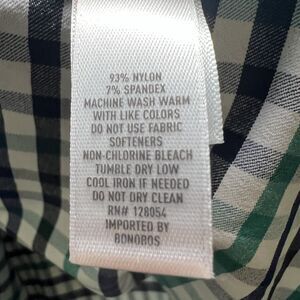 93% NYLON
7% SPANDEX
MACHINE WASH WARM
WITH LIKE COLORS
DO NOT USE FABRIC
SOFTENERS
NON-CHLORINE BLEACH
TUMBLE DRY LOW
COOL IRON IF NEEDED
DO NOT DRY CLEAN
RN# 128054
IMPORTED BY
BONOBOS